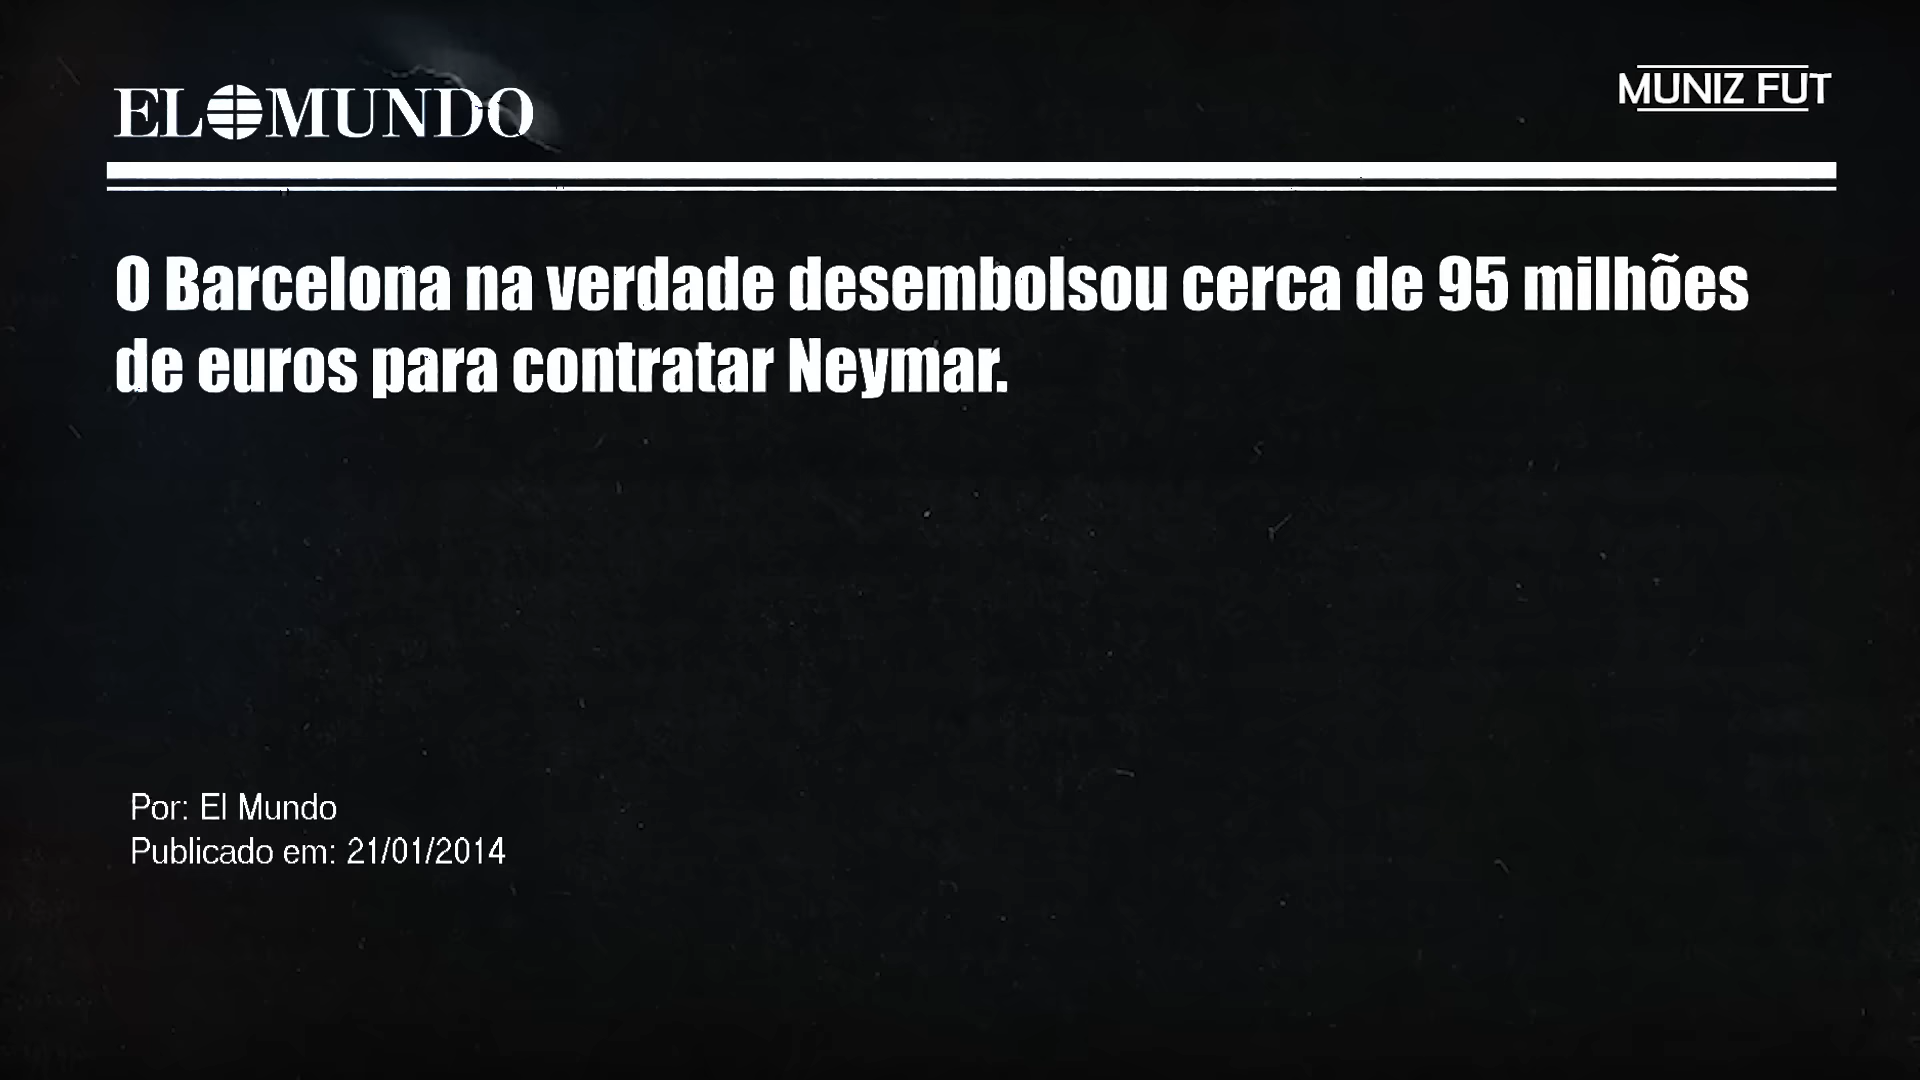 EL MUNDO
MUNIZ FUT
O Barcelona na verdade desembolsou cerca de 95 milhões
de euros para contratar Neymar.
Por: El Mundo
Publicado em: 21/01/2014